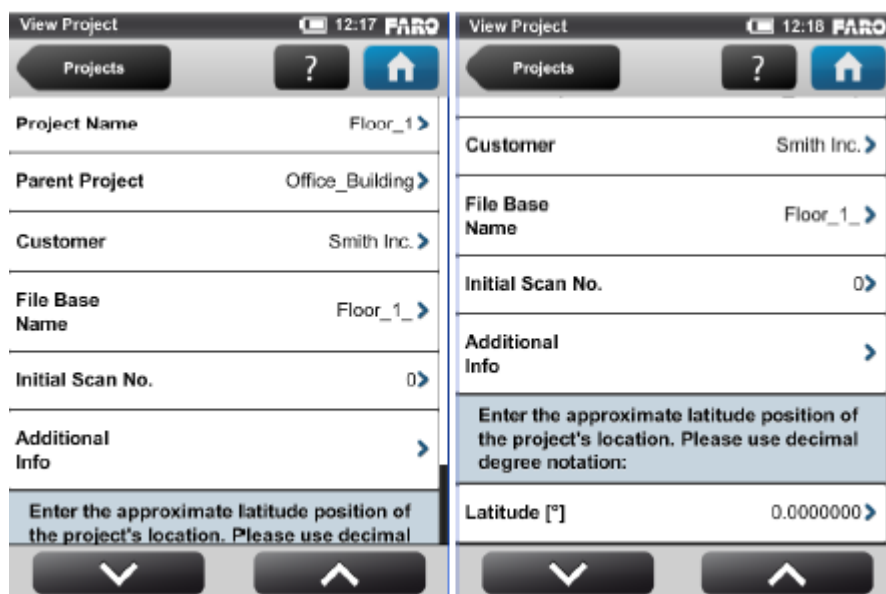 View Project 12:17 FARO
Projects ?
Project Name Floor_1
Parent Project Office_Building
Customer Smith Inc.
File Base
Name Floor_1_
Initial Scan No. 0
Additional
Info
Enter the approximate latitude position of
the project's location. Please use decimal
View Project 12:18 FARO
Projects ?
Customer Smith Inc.
File Base
Name Floor_1_
Initial Scan No. 0
Additional
Info
Enter the approximate latitude position of
the project's location. Please use decimal
degree notation:
Latitude [°] 0.0000000